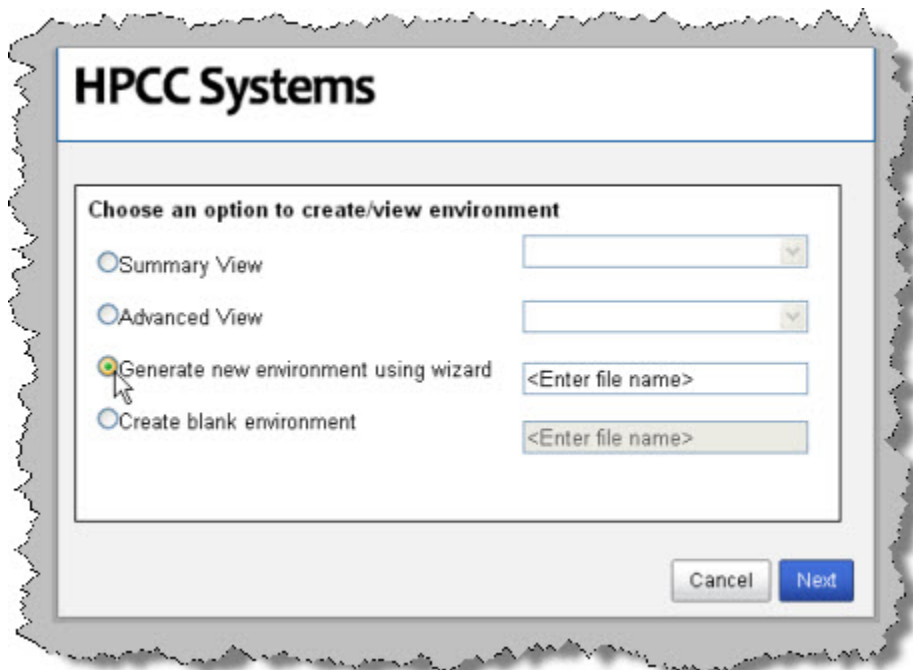 HPCC Systems
Choose an option to create/view environment
Summary View
Advanced View
Generate new environment using wizard
<Enter file name>
Create blank environment
<Enter file name>
Cancel
Next